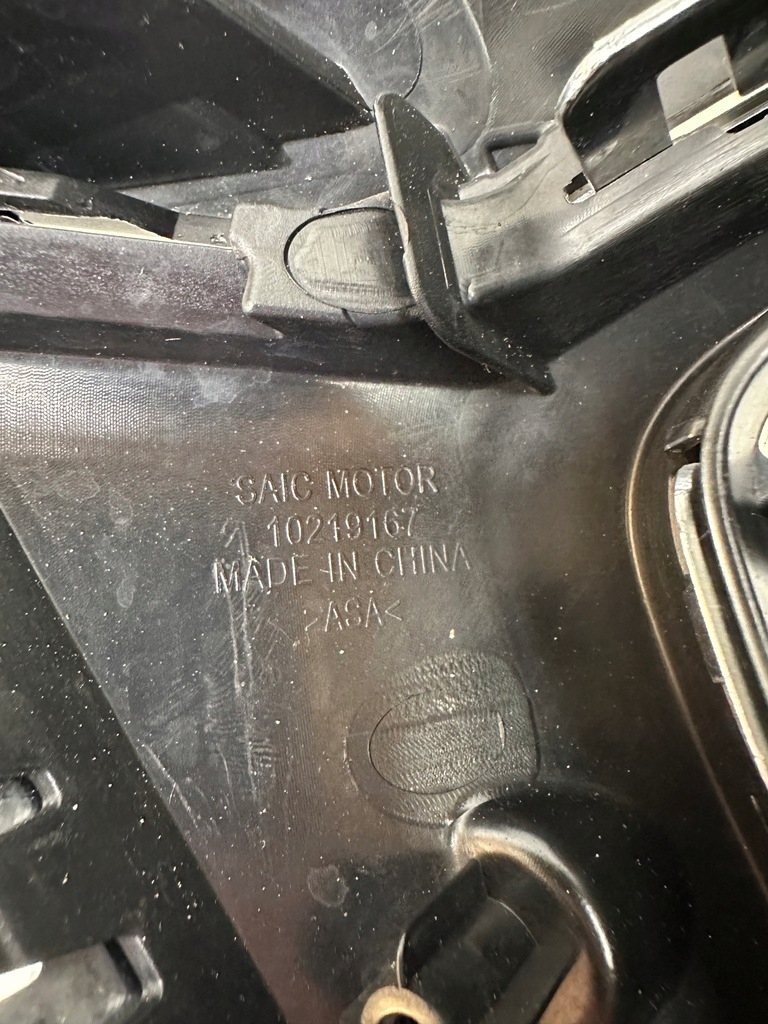 SAIC MOTOR
10219167
MADE IN CHINA
>ASA<